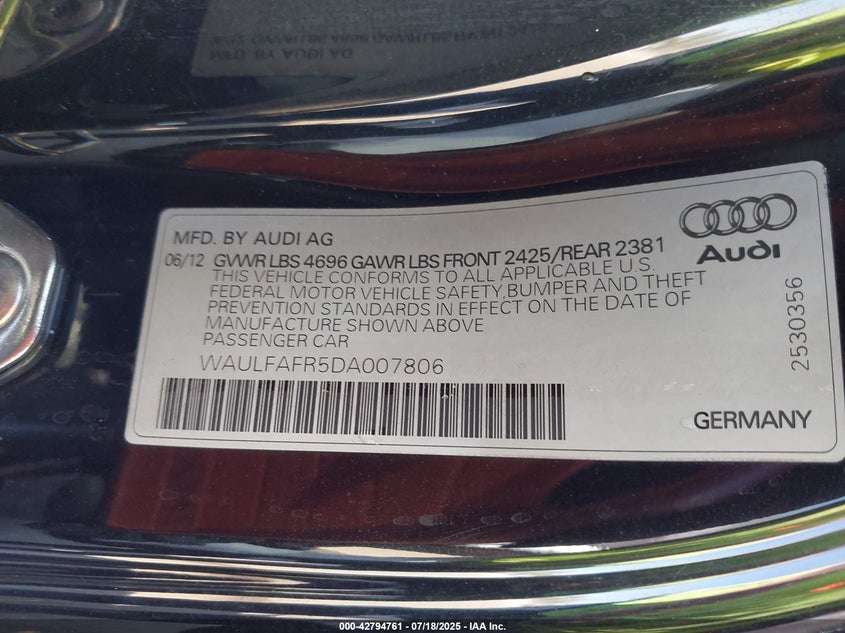 MFD. BY AUDI AG
06/12 GVWR LBS 4696 GAWR LBS FRONT 2425/REAR 2381
THIS VEHICLE CONFORMS TO ALL APPLICABLE U.S.
FEDERAL MOTOR VEHICLE SAFETY,BUMPER AND THEFT
PREVENTION STANDARDS IN EFFECT ON THE DATE OF
MANUFACTURE SHOWN ABOVE
PASSENGER CAR
WAULFAFR5DA007806
Audi
2530356
GERMANY
000-42794761 - 07/18/2025 - IAA Inc.